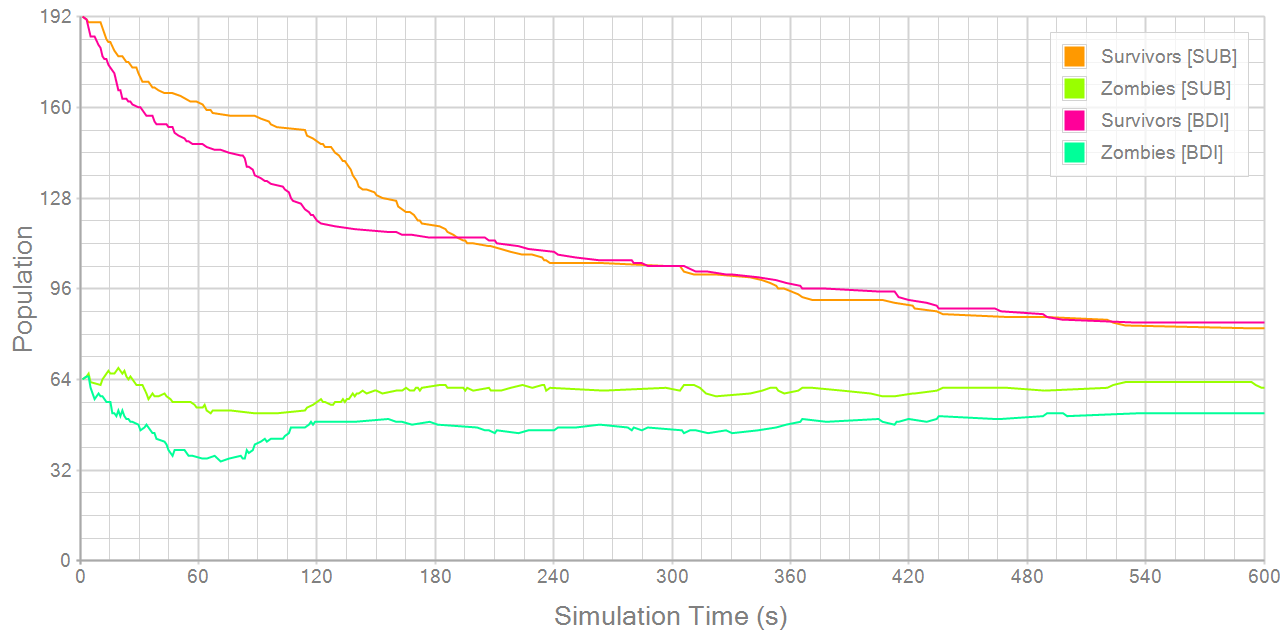 192
160
128
96
64
32
0
Population
0 60 120 180 240 300 360 420 480 540 600
Simulation Time (s)
Survivors [SUB]
Zombies [SUB]
Survivors [BDI]
Zombies [BDI]